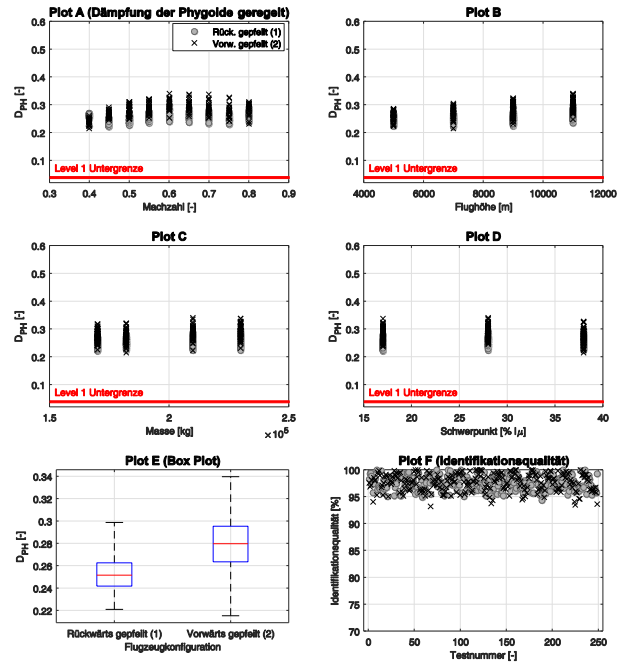 Plot A (Dämpfung der Phygoide geregelt)
0.6
0.5
0.4
0.3
0.2
0.1
D_PH [-]
Rück. gepfeilt (1)
Vorw. gepfeilt (2)
Level 1 Untergrenze
0.3 0.4 0.5 0.6 0.7 0.8 0.9
Machzahl [-]
Plot B
0.6
0.5
0.4
0.3
0.2
0.1
D_PH [-]
Level 1 Untergrenze
4000 6000 8000 10000 12000
Flughöhe [m]
Plot C
0.6
0.5
0.4
0.3
0.2
0.1
D_PH [-]
Level 1 Untergrenze
1.5 2 2.5
Masse [kg]
×10^5
Plot D
0.6
0.5
0.4
0.3
0.2
0.1
D_PH [-]
Level 1 Untergrenze
15 20 25 30 35 40
Schwerpunkt [% lμ]
Plot E (Box Plot)
0.34
0.32
0.3
0.28
0.26
0.24
0.22
D_PH [-]
Rückwärts gepfeilt (1) Vorwärts gepfeilt (2)
Flugzeugkonfiguration
Plot F (Identifikationsqualität)
100
95
90
85
80
75
70
Identifikationsqualität [%]
0 50 100 150 200 250
Testnummer [-]